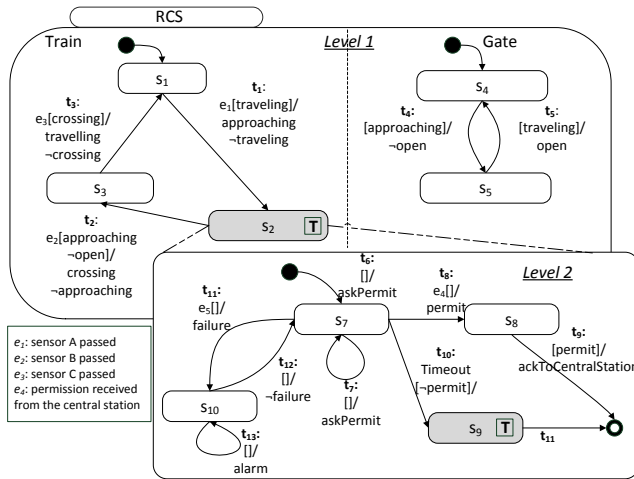 RCS
Train
Level 1
Gate
s1
t1:
e1[traveling]/
approaching
¬traveling
t3:
e3[crossing]/
travelling
¬crossing
s3
t2:
e2[approaching
¬open]/
crossing
¬approaching
s2 T
s4
t4:
[approaching]/
¬open
t5:
[traveling]/
open
s5
Level 2
t6:
[]/
askPermit
t8:
e4[]/
permit
t11:
e5[]/
failure
s7
s8
t9:
[permit]/
ackToCentralStation
t12:
[]/
¬failure
t7:
[]/
askPermit
t10:
Timeout
[¬permit]/
s10
s9 T
t11
t13:
[]/
alarm
e1: sensor A passed
e2: sensor B passed
e3: sensor C passed
e4: permission received
from the central station